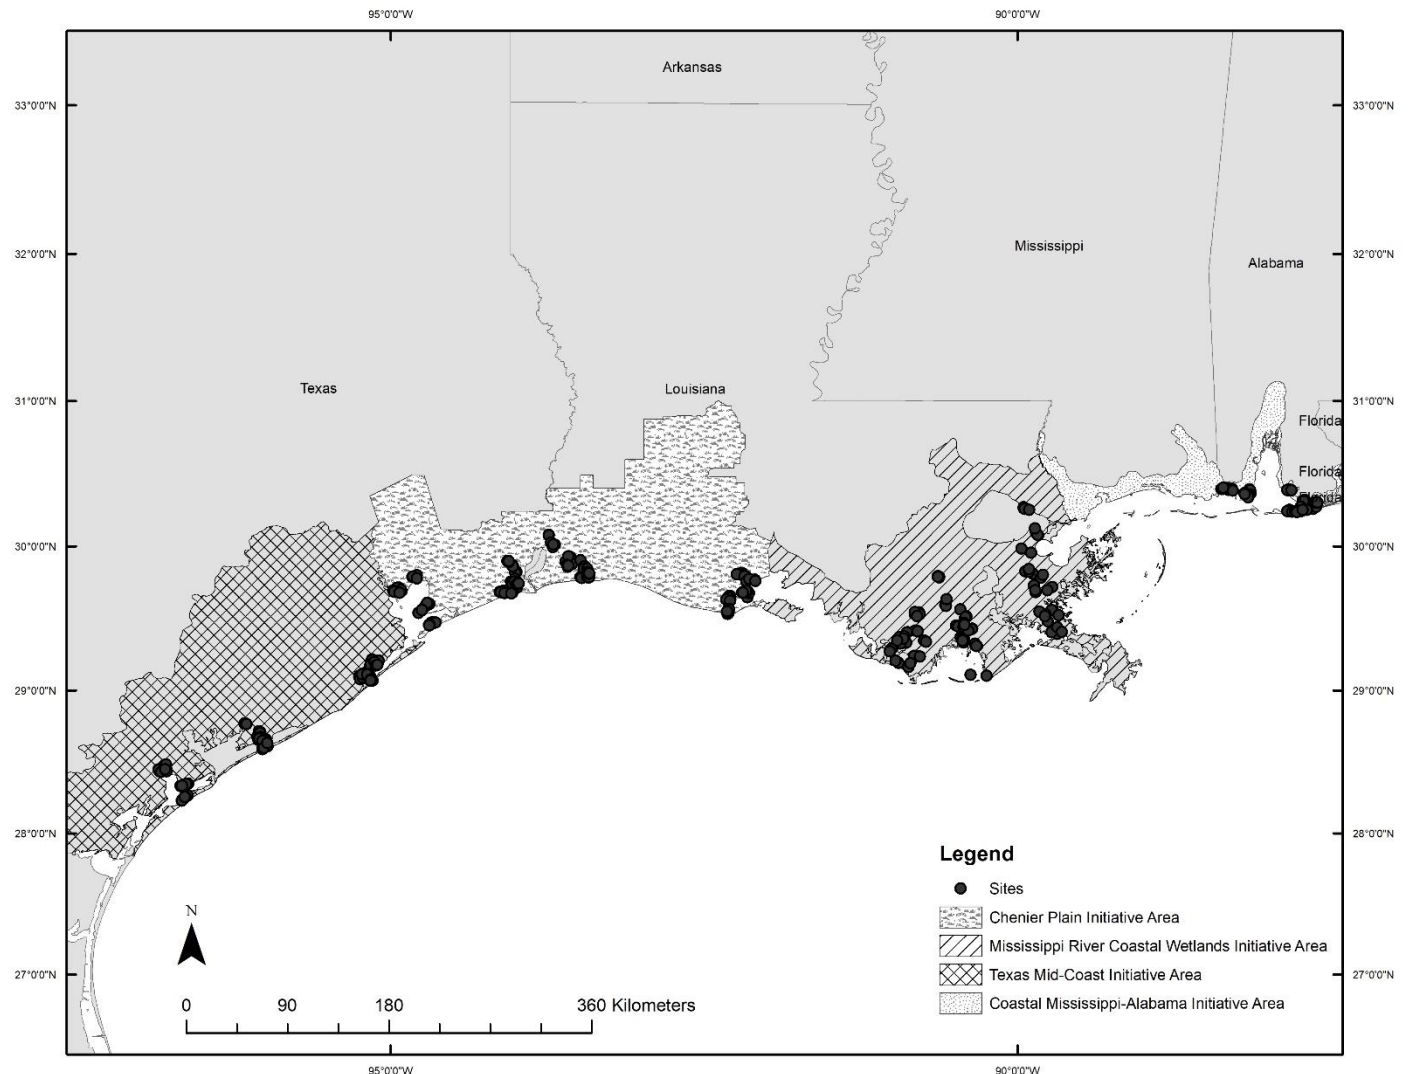 95°0'0"W 90°0'0"W
Arkansas
33°0'0"N 33°0'0"N
32°0'0"N Mississippi 32°0'0"N
Alabama
Texas Louisiana
31°0'0"N 31°0'0"N
Florida
Florida
Florida
30°0'0"N 30°0'0"N
29°0'0"N 29°0'0"N
28°0'0"N 28°0'0"N
Legend
Sites
N
Chenier Plain Initiative Area
Mississippi River Coastal Wetlands Initiative Area
27°0'0"N Texas Mid-Coast Initiative Area 27°0'0"N
0 90 180 360 Kilometers
Coastal Mississippi-Alabama Initiative Area
95°0'0"W 90°0'0"W